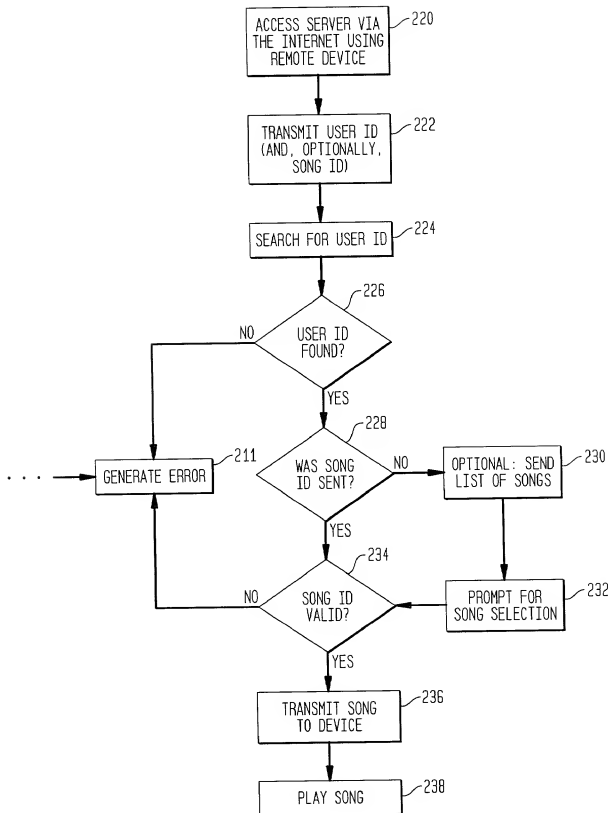 ACCESS SERVER VIA
THE INTERNET USING
REMOTE DEVICE
220
TRANSMIT USER ID
(AND, OPTIONALLY,
SONG ID)
222
SEARCH FOR USER ID
224
226
USER ID
FOUND?
NO
YES
228
WAS SONG
ID SENT?
NO
YES
OPTIONAL: SEND
LIST OF SONGS
230
211
GENERATE ERROR
. . .
234
SONG ID
VALID?
NO
YES
PROMPT FOR
SONG SELECTION
232
TRANSMIT SONG
TO DEVICE
236
PLAY SONG
238